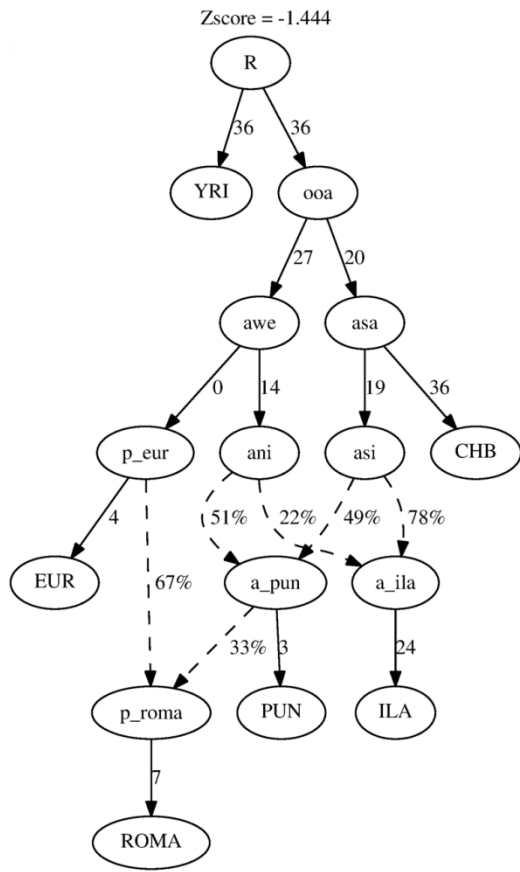 Zscore = -1.444
R
36 36
YRI ooa
27 20
awe asa
0 14 19 36
p_eur ani asi CHB
4 51% 22% 49% 78%
EUR 67% a_pun a_ila
33% 3 24
p_roma PUN ILA
7
ROMA